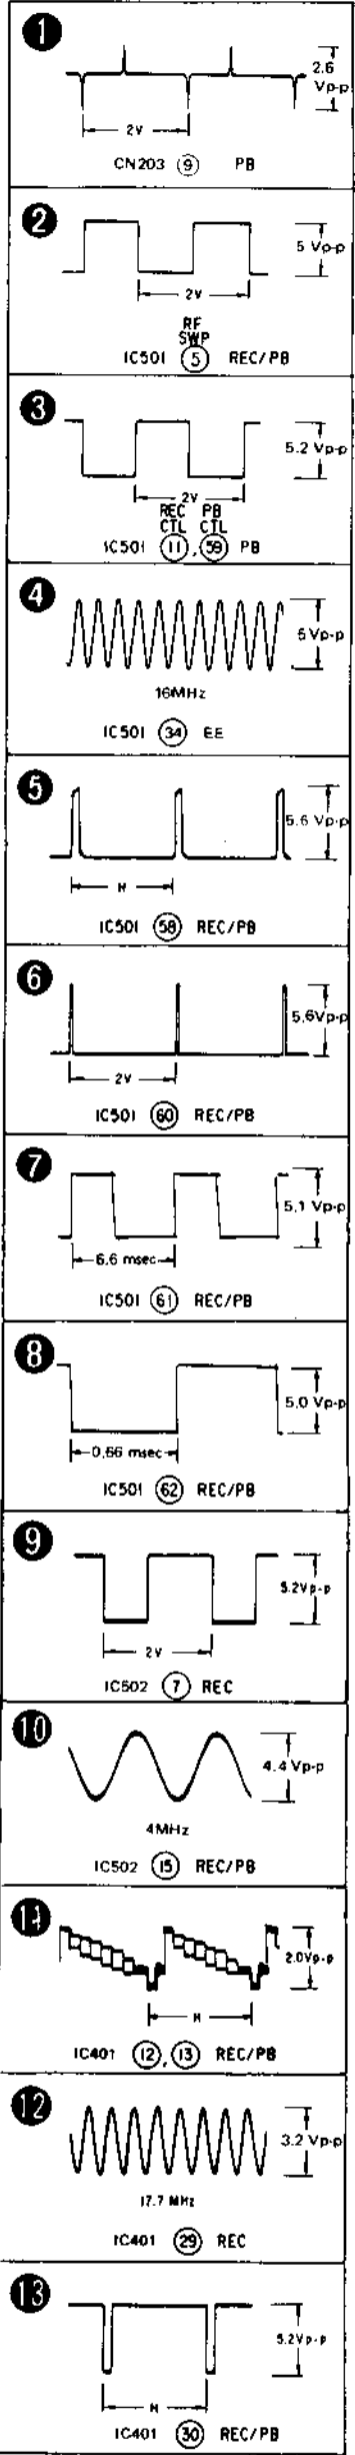 1
2.6
Vp-p
2V
CN203 9 PB
2
5 Vp-p
2V
RF
SWP
IC501 5 REC/PB
3
5.2 Vp-p
2V
REC PB
CTL CTL
IC501 11, 59 PB
4
5 Vp-p
16MHz
IC501 34 EE
5
5.6 Vp-p
H
IC501 58 REC/PB
6
5.6Vp-p
2V
IC501 60 REC/PB
7
5.1 Vp-p
6.6 msec
IC501 61 REC/PB
8
5.0 Vp-p
0.66 msec
IC501 62 REC/PB
9
5.2Vp-p
2V
IC502 7 REC
10
4.4 Vp-p
4MHz
IC502 15 REC/PB
11
2.0Vp-p
H
IC401 12, 13 REC/PB
12
3.2 Vp-p
17.7 MHz
IC401 29 REC
13
5.2Vp-p
H
IC401 30 REC/PB